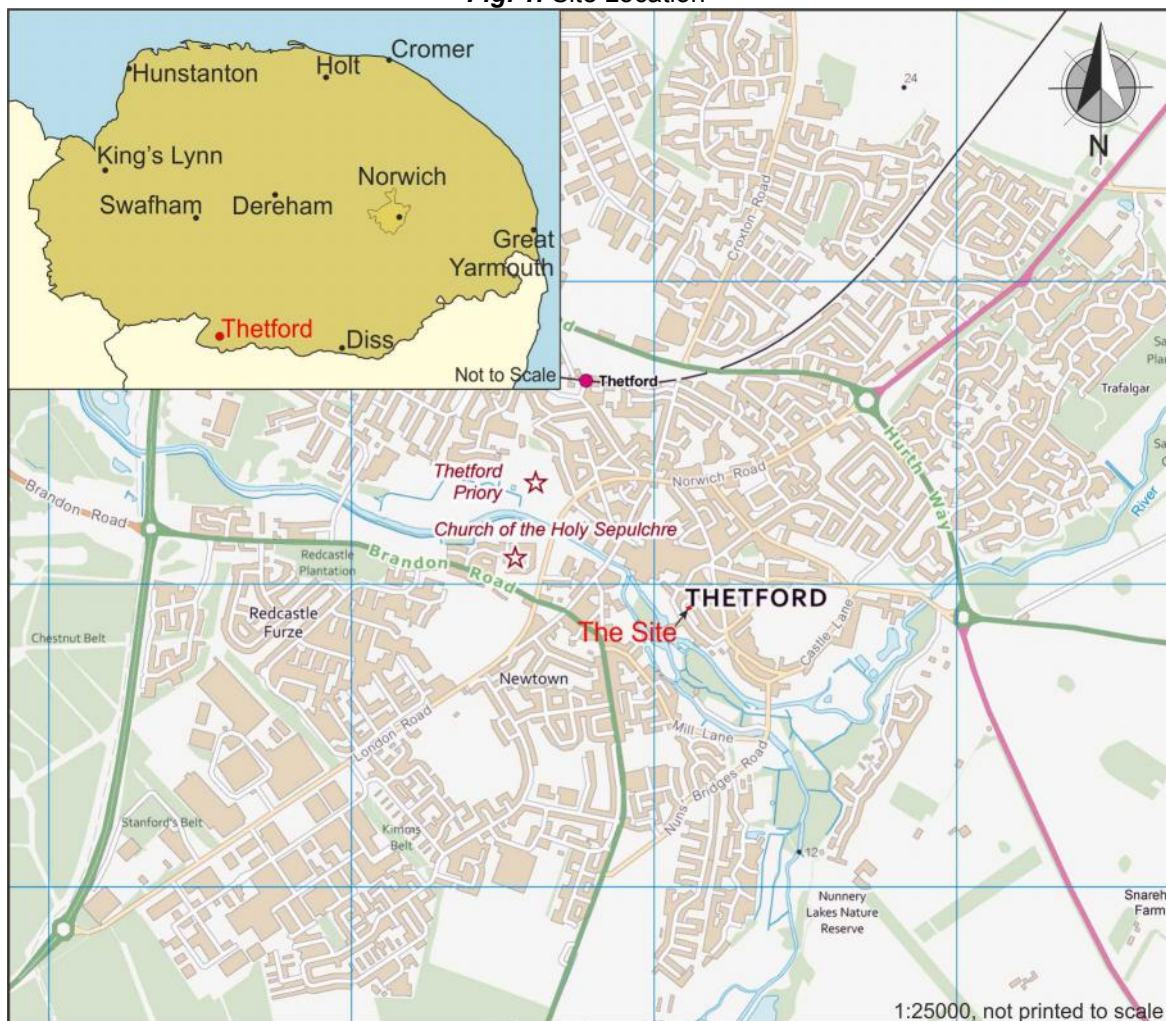 Fig. 1. Site Location
Cromer
Hunstanton
Holt
King's Lynn
Norwich
Swafham
Dereham
Great
Yarmouth
Thetford
Diss
Not to Scale
24
N
Croxton Road
Thetford
Trafalgar
Hurth Way
Norwich Road
River
Thetford
Priory
Church of the Holy Sepulchre
Brandon Road
Brandon Road
Redcastle
Plantation
THETFORD
The Site
Redcastle
Furze
Chestnut Belt
Castle Lane
Newtown
London Road
Mill Lane
Nuns Bridges Road
Stanford's Belt
Kimms
Belt
12
Nunnery
Lakes Nature
Reserve
Farm
1:25000, not printed to scale